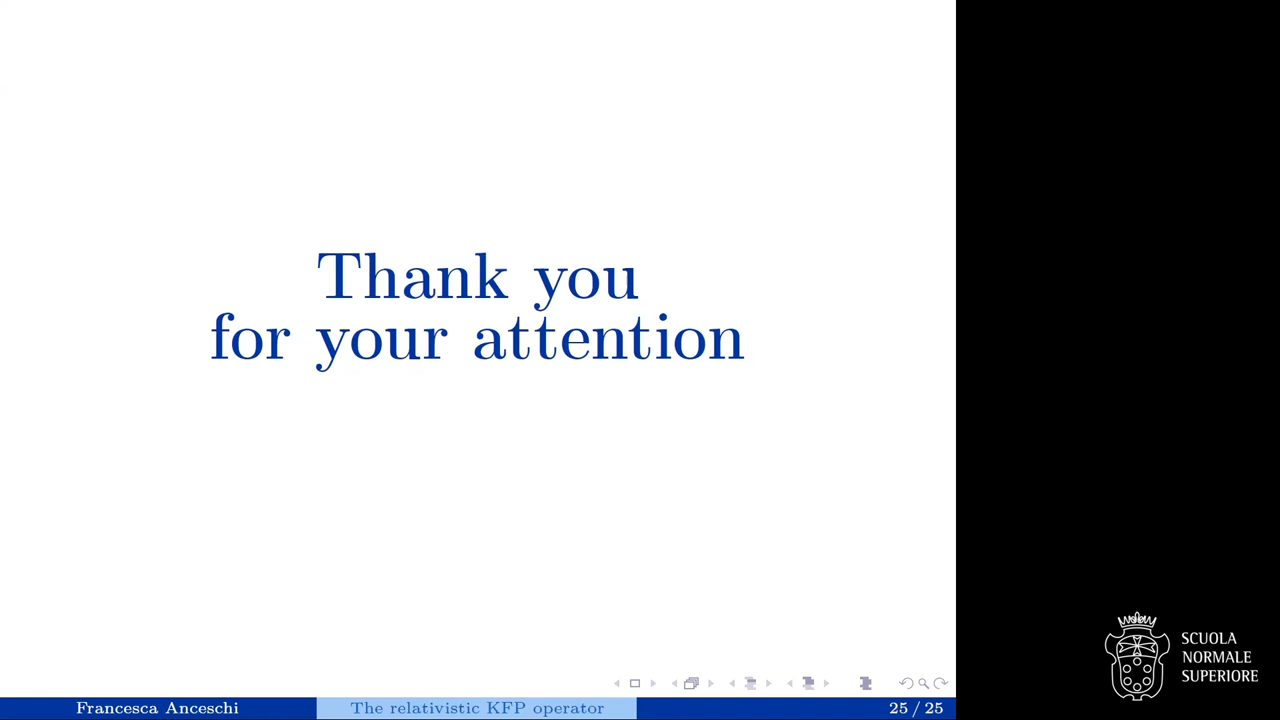 Thank you
for your attention
SCUOLA
NORMALE
SUPERIORE
Francesca Anceschi
The relativistic KFP operator
25 / 25